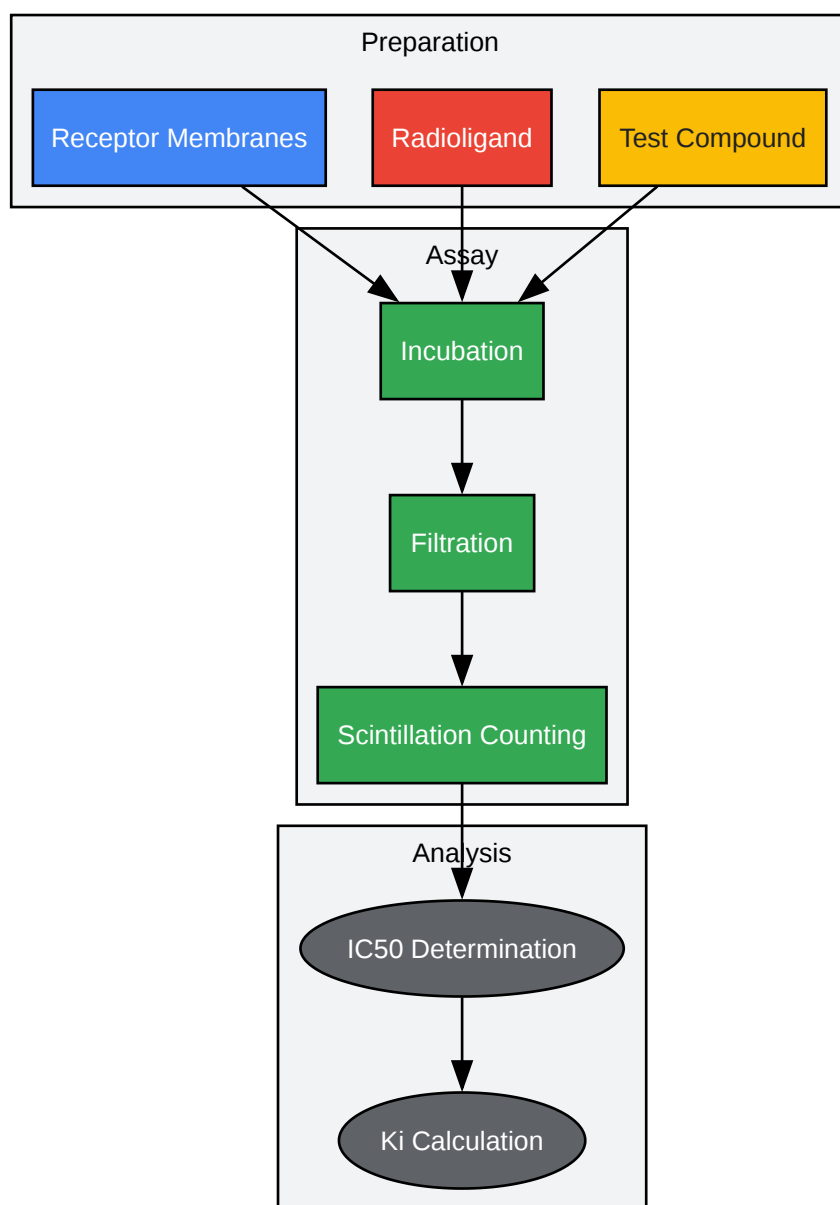 Preparation
Receptor Membranes
Radioligand
Test Compound
Assay
Incubation
Filtration
Scintillation Counting
Analysis
IC50 Determination
Ki Calculation